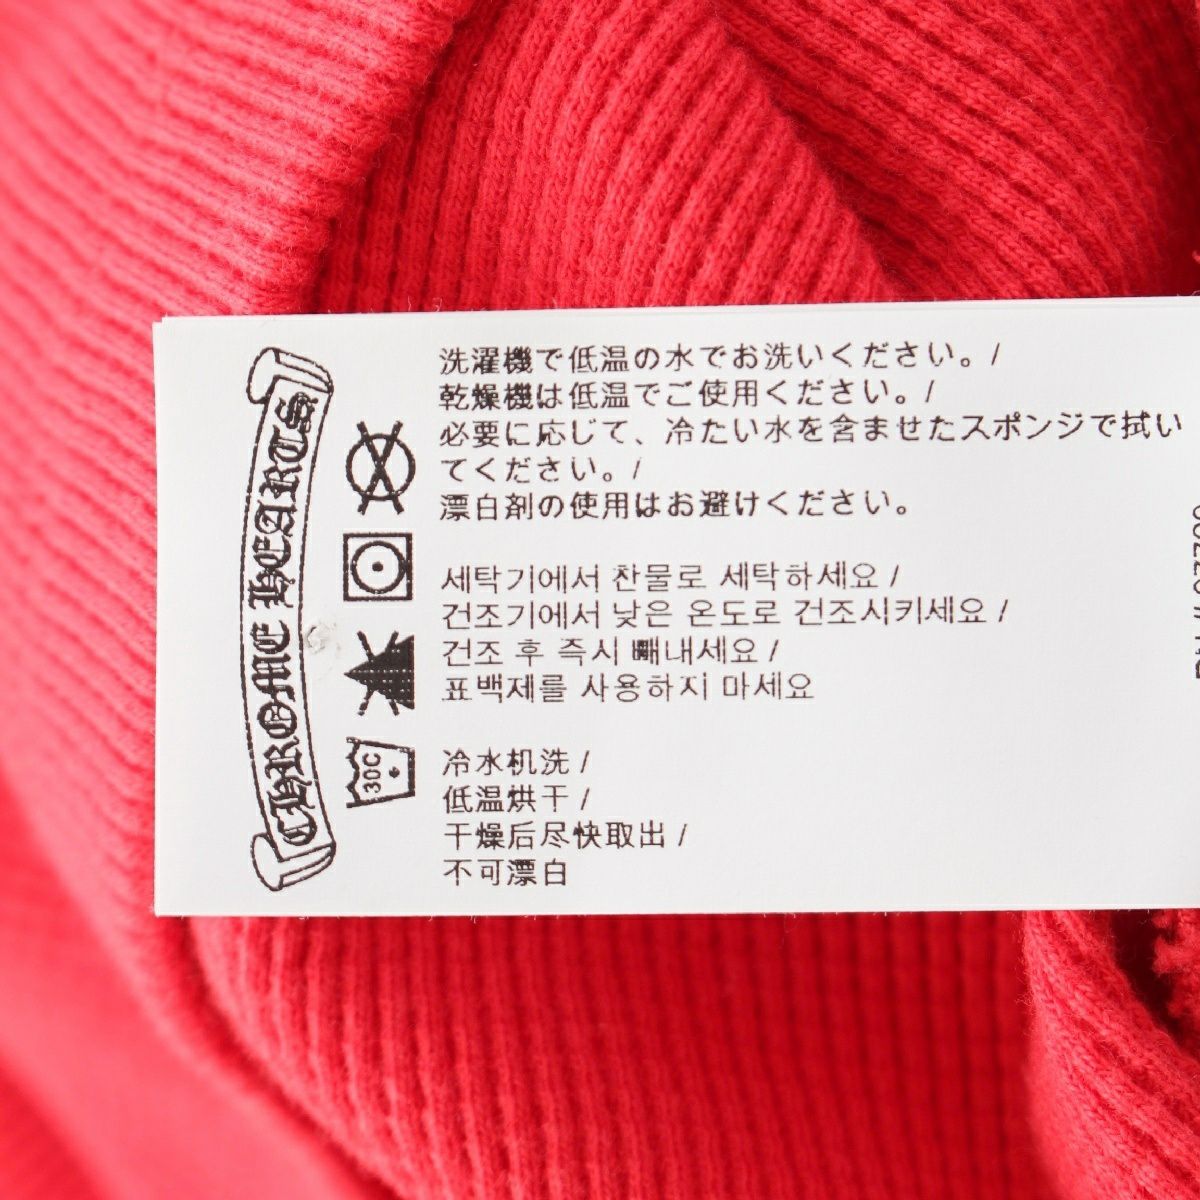 洗濯機で低温の水でお洗いください。/
乾燥機は低温でご使用ください。/
必要に応じて、冷たい水を含ませたスポンジで拭い
てください。/
漂白剤の使用はお避けください。
세탁기에서 찬물로 세탁하세요 /
건조기에서 낮은 온도로 건조시키세요 /
건조 후 즉시 빼내세요 /
표백제를 사용하지 마세요
冷水机洗 /
低温烘干 /
干燥后尽快取出 /
不可漂白
CHROME HEARTS
30C